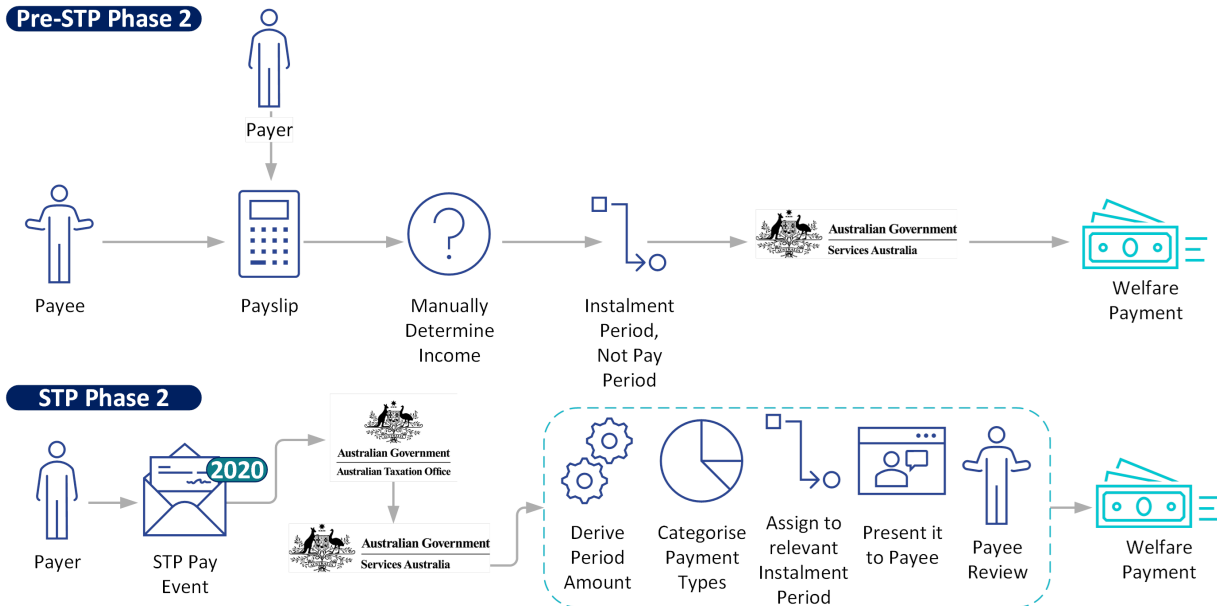 Pre-STP Phase 2
Payer
Payee
Payslip
Manually
Determine
Income
Instalment
Period,
Not Pay
Period
Australian Government
Services Australia
Welfare
Payment
STP Phase 2
Payer
2020
STP Pay
Event
Australian Government
Australian Taxation Office
Australian Government
Services Australia
Derive
Period
Amount
Categorise
Payment
Types
Assign to
relevant
Instalment
Period
Present it
to Payee
Payee
Review
Welfare
Payment